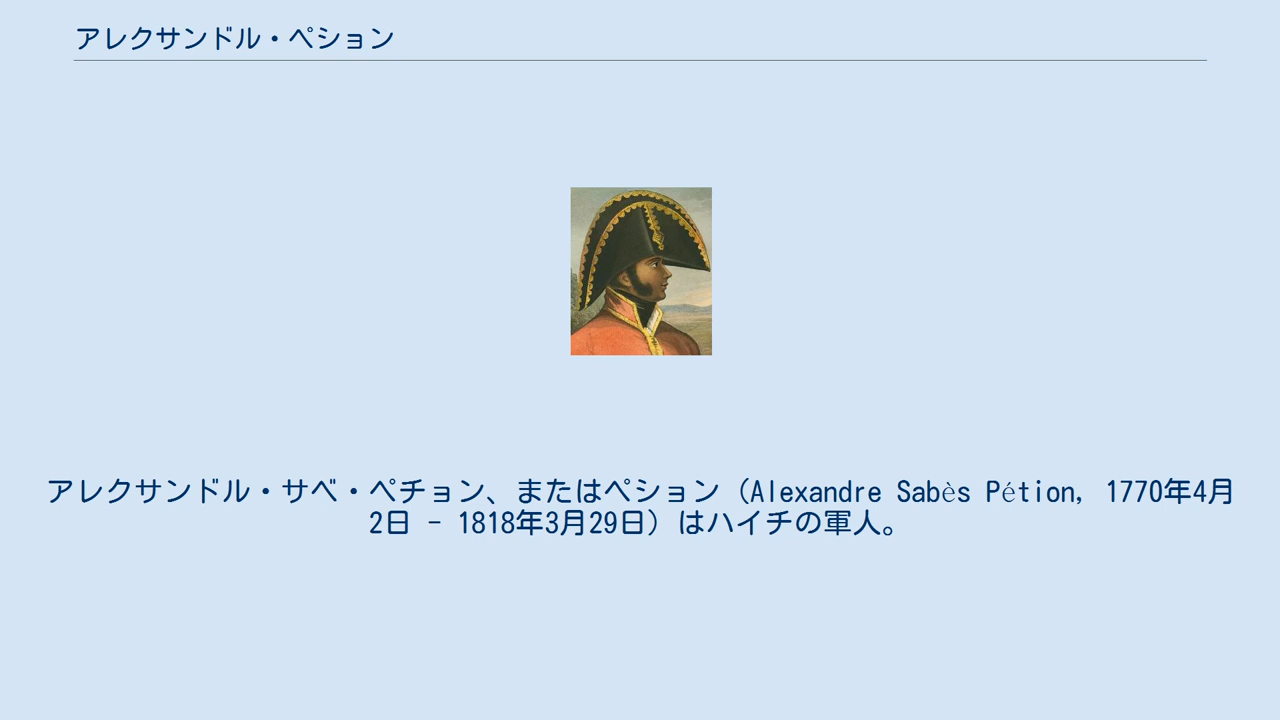 アレクサンドル・ペション
アレクサンドル・サベ・ペチョン、またはペション（Alexandre Sabès Pétion, 1770年4月
2日 - 1818年3月29日）はハイチの軍人。